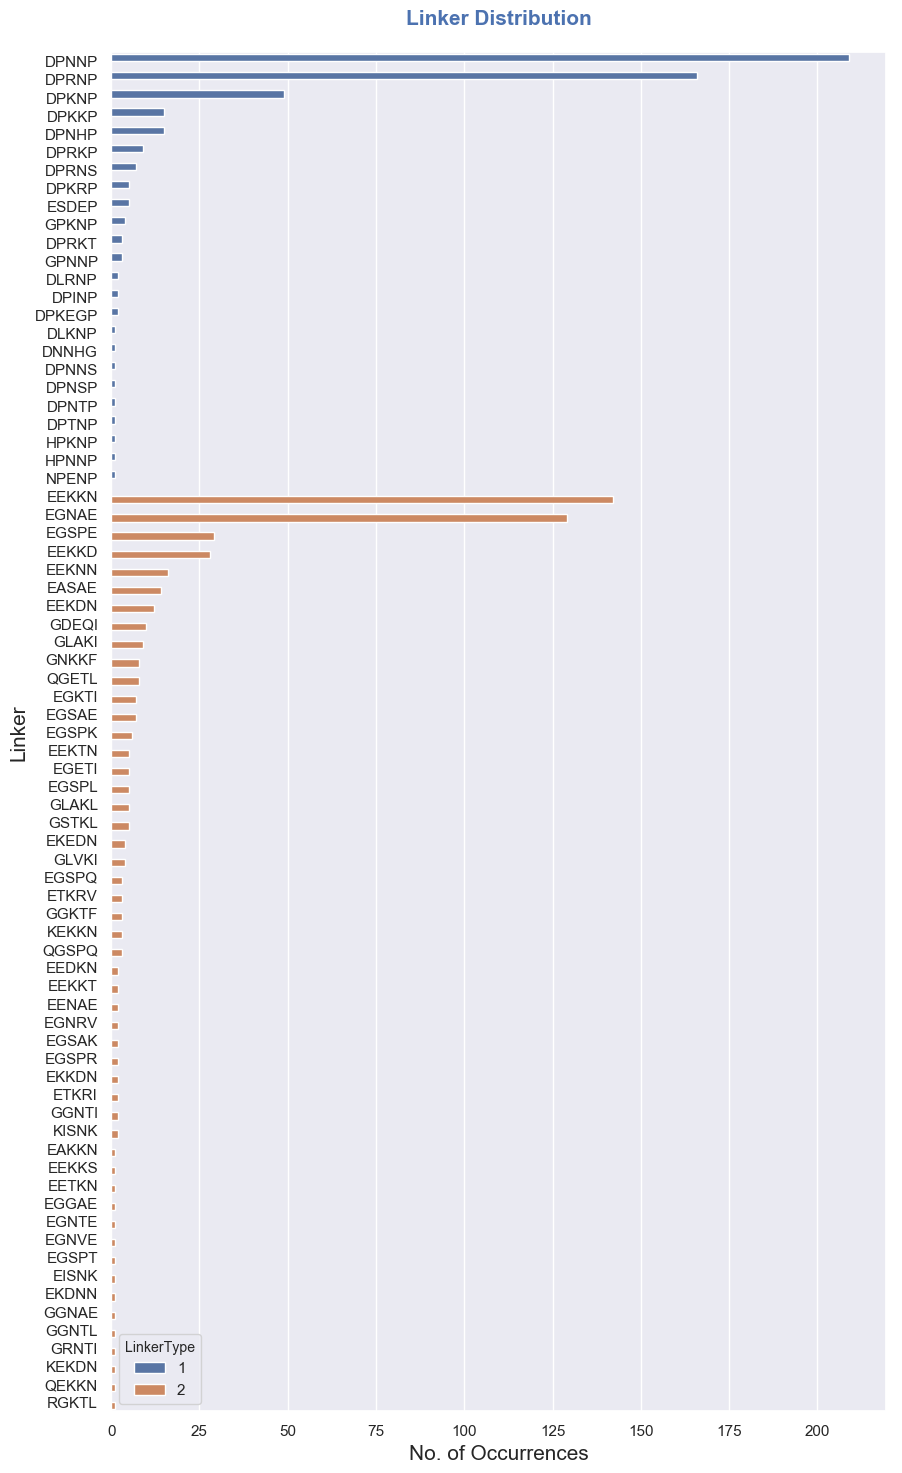 Linker Distribution
DPNNP
DPRNP
DPKNP
DPKKP
DPNHP
DPRKP
DPRNS
DPKRP
ESDEP
GPKNP
DPRKT
GPNNP
DLRNP
DPINP
DPKEGP
DLKNP
DNNHG
DPNNS
DPNSP
DPNTP
DPTNP
HPKNP
HPNNP
NPENP
EEKKN
EGNAE
EGSPE
EEKKD
EEKNN
EASAE
EEKDN
GDEQI
GLAKI
GNKKF
QGETL
EGKTI
EGSAE
EGSPK
EEKTN
EGETI
EGSPL
GLAKL
GSTKL
EKEDN
GLVKI
EGSPQ
ETKRV
GGKTF
KEKKN
QGSPQ
EEDKN
EEKKT
EENAE
EGNRV
EGSAK
EGSPR
EKKDN
ETKRI
GGNTI
KISNK
EAKKN
EEKKS
EETKN
EGGAE
EGNTE
EGNVE
EGSPT
EISNK
EKDNN
GGNAE
GGNTL
GRNTI
KEKDN
QEKKN
RGKTL
Linker
LinkerType
1
2
0 25 50 75 100 125 150 175 200
No. of Occurrences